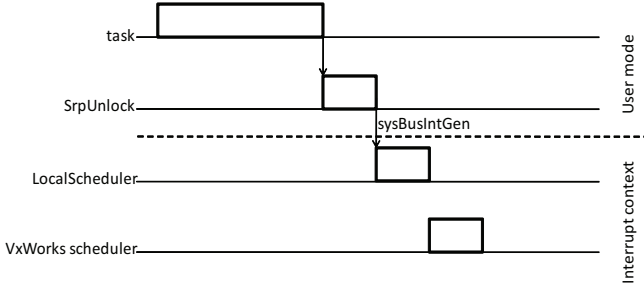 task
SrpUnlock
sysBusIntGen
LocalScheduler
VxWorks scheduler
User mode
Interrupt context